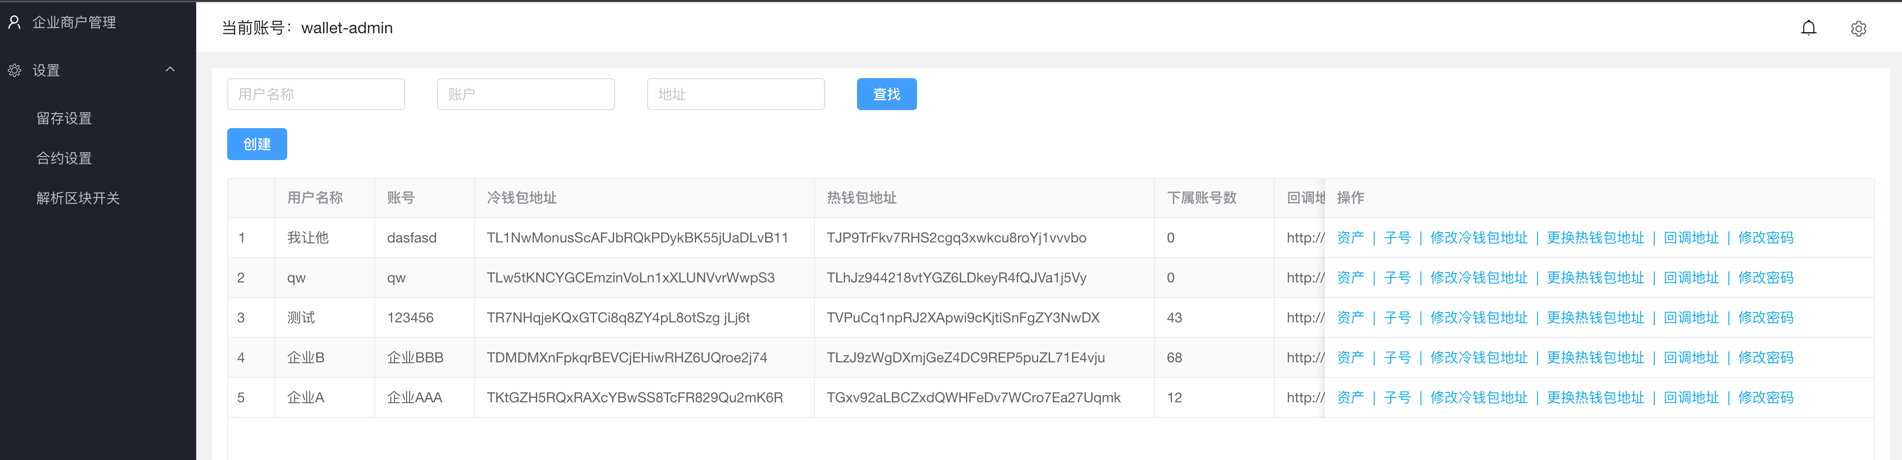 企业商户管理
当前账号：wallet-admin
设置
留存设置
合约设置
解析区块开关
用户名称 账户 地址 查找
创建
用户名称 账号 冷钱包地址 热钱包地址 下属账号数 回调地 操作
1 我让他 dasfasd TL1NwMonusScAFJbRQkPDykBK55jUaDLvB11 TJP9TrFkv7RHS2cgq3xwkcu8roYj1vvvbo 0 http:// 资产 | 子号 | 修改冷钱包地址 | 更换热钱包地址 | 回调地址 | 修改密码
2 qw qw TLw5tKNCYGCEmzinVoLn1xXLUNVvrWwpS3 TLhJz944218vtYGZ6LDkeyR4fQJVa1j5Vy 0 http:// 资产 | 子号 | 修改冷钱包地址 | 更换热钱包地址 | 回调地址 | 修改密码
3 测试 123456 TR7NHqjeKQxGTCi8q8ZY4pL8otSzg jLj6t TVPuCq1npRJ2XApwi9cKjtiSnFgZY3NwDX 43 http:// 资产 | 子号 | 修改冷钱包地址 | 更换热钱包地址 | 回调地址 | 修改密码
4 企业B 企业BBB TDMDMXnFpkqrBEVCjEHiwRHZ6UQroe2j74 TLzJ9zWgDXmjGeZ4DC9REP5puZL71E4vju 68 http:// 资产 | 子号 | 修改冷钱包地址 | 更换热钱包地址 | 回调地址 | 修改密码
5 企业A 企业AAA TKtGZH5RQxRAXcYBwSS8TcFR829Qu2mK6R TGxv92aLBCZxdQWHFeDv7WCro7Ea27Uqmk 12 http:// 资产 | 子号 | 修改冷钱包地址 | 更换热钱包地址 | 回调地址 | 修改密码